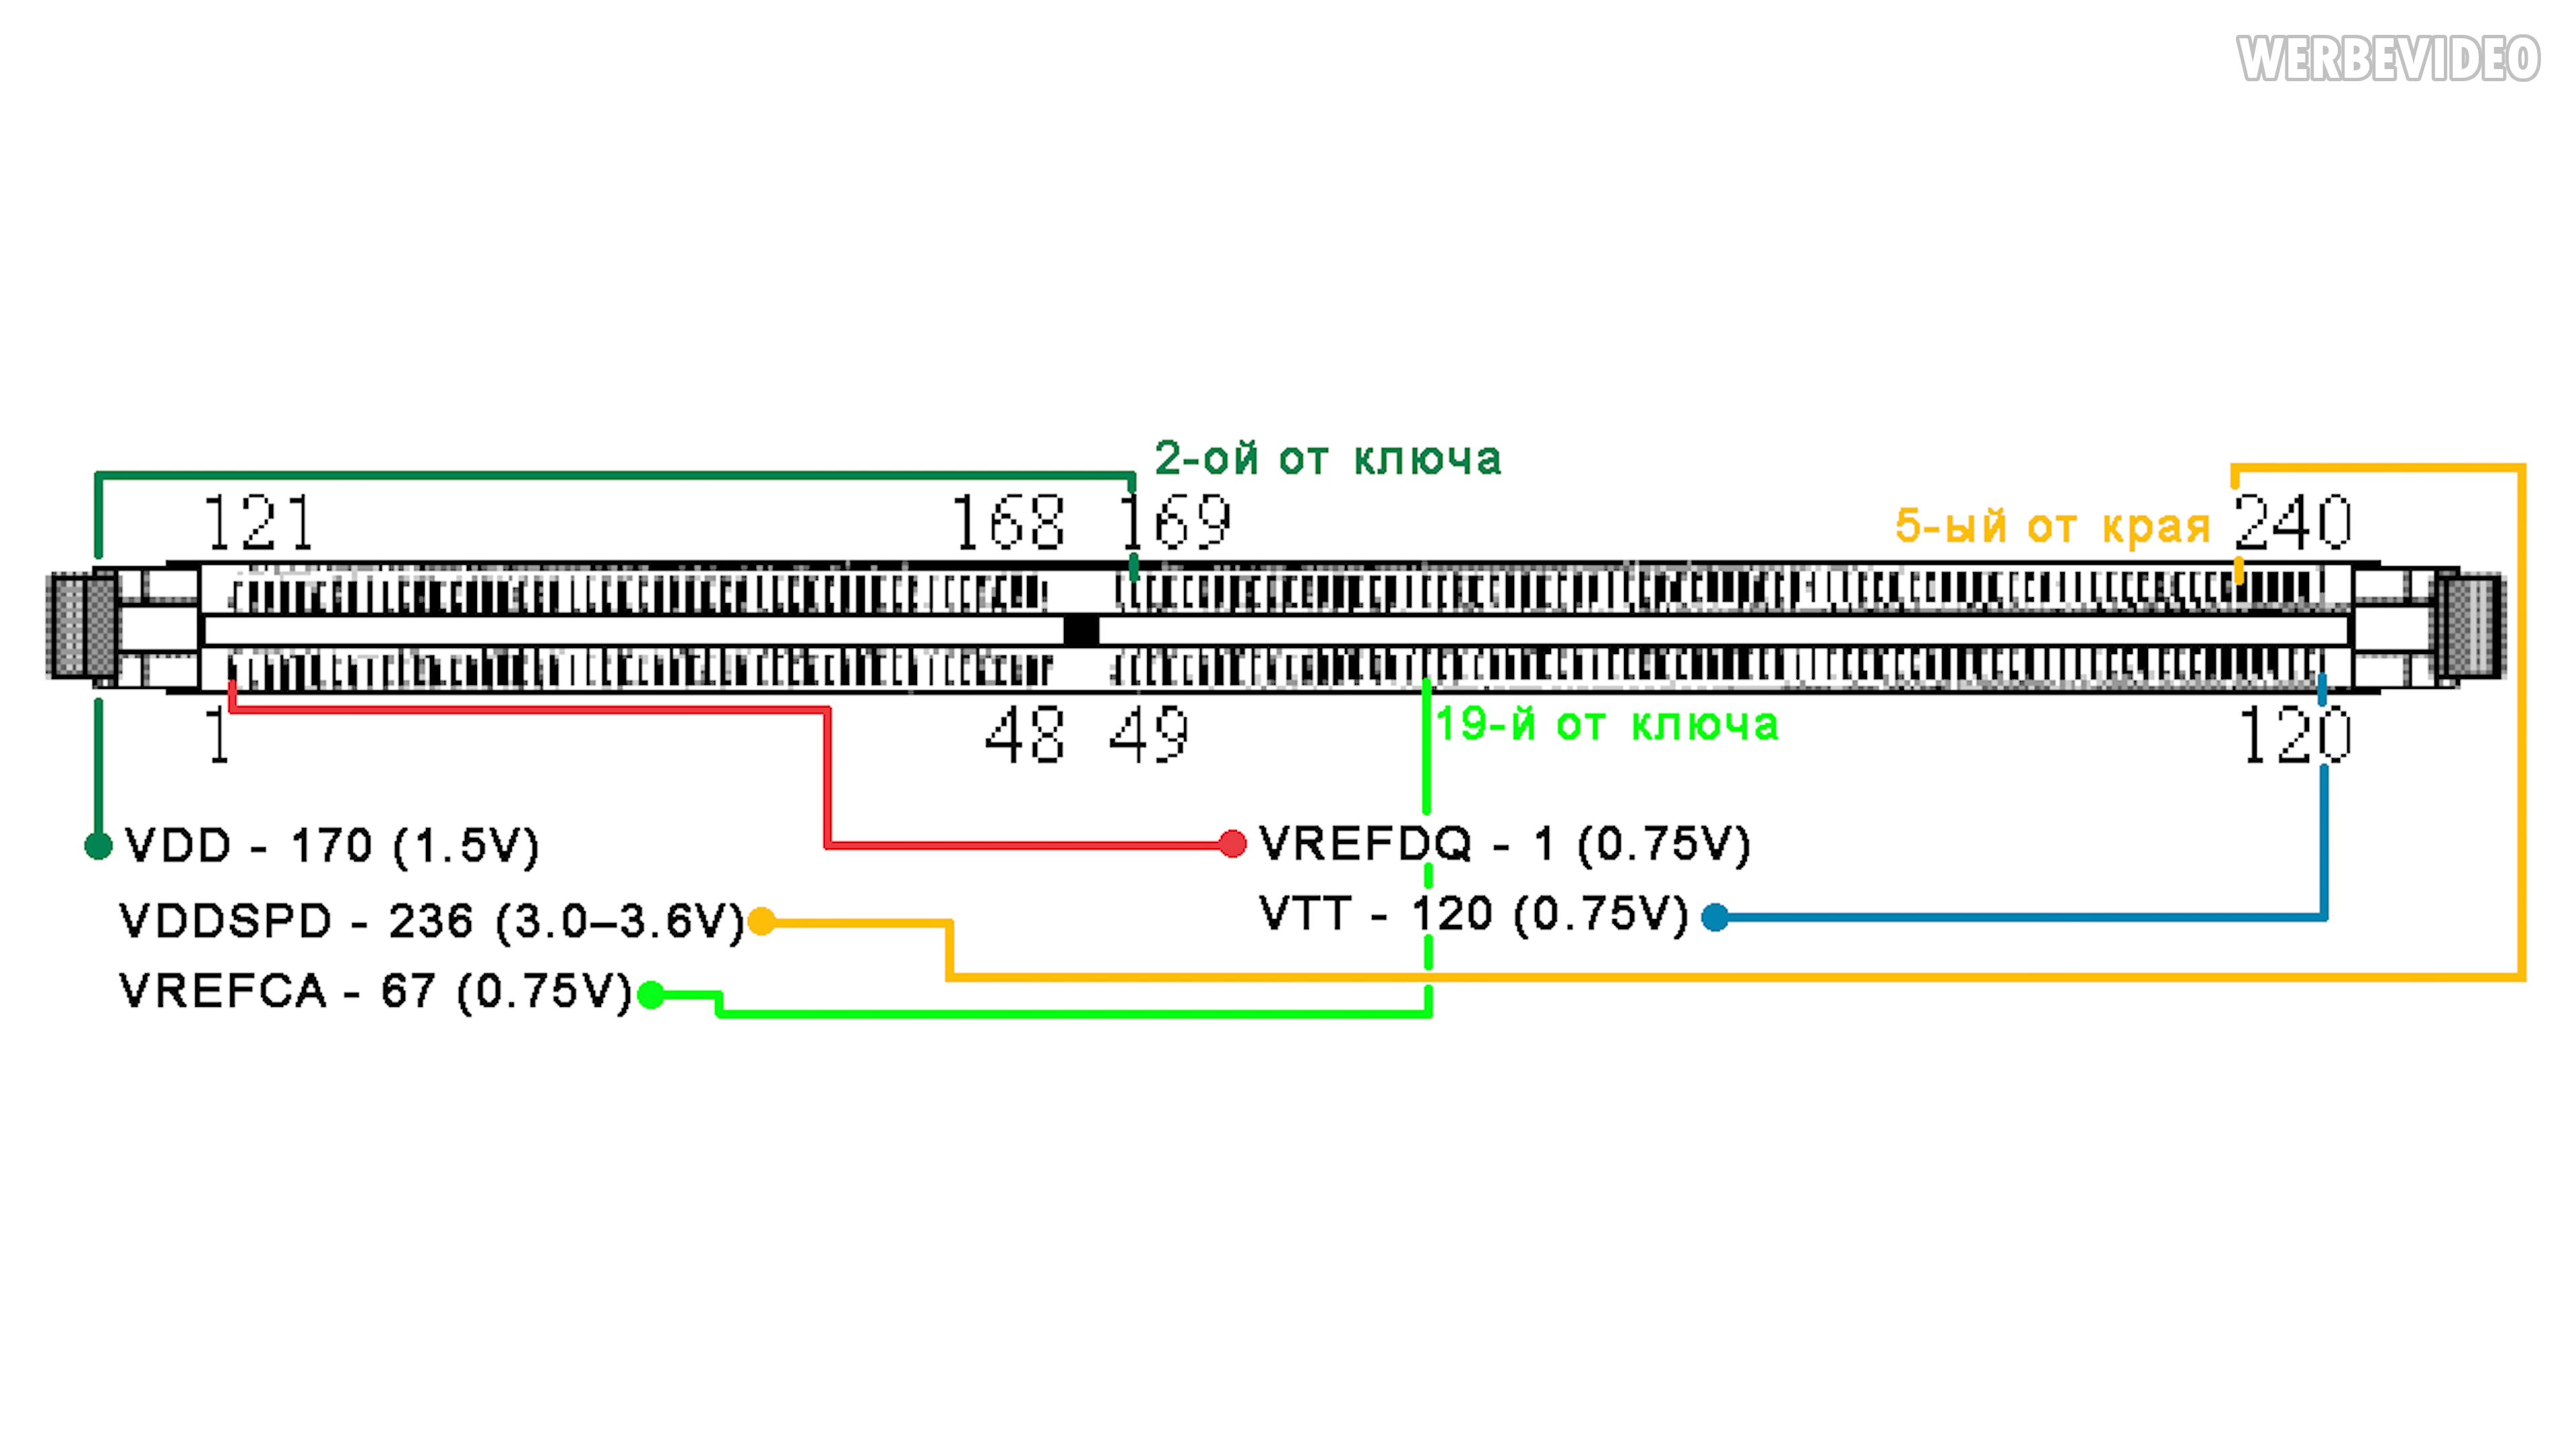 WERBEVIDEO
2-ой от ключа
121 168 169 5-ый от края 240
1 48 49 19-й от ключа 120
VDD - 170 (1.5V) VREFDQ - 1 (0.75V)
VDDSPD - 236 (3.0–3.6V) VTT - 120 (0.75V)
VREFCA - 67 (0.75V)